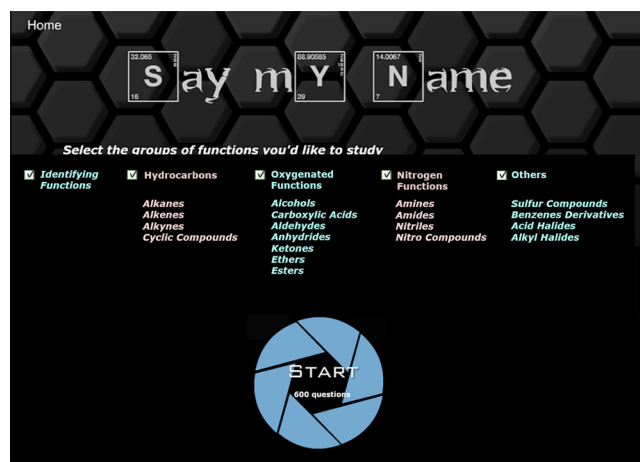 Home
32.065
88.90585
14.0067
Say mY Name
16
39
7
Select the groups of functions you'd like to study
Identifying
Functions
Hydrocarbons
Alkanes
Alkenes
Alkynes
Cyclic Compounds
Oxygenated
Functions
Alcohols
Carboxylic Acids
Aldehydes
Anhydrides
Ketones
Ethers
Esters
Nitrogen
Functions
Amines
Amides
Nitriles
Nitro Compounds
Others
Sulfur Compounds
Benzenes Derivatives
Acid Halides
Alkyl Halides
START
600 questions